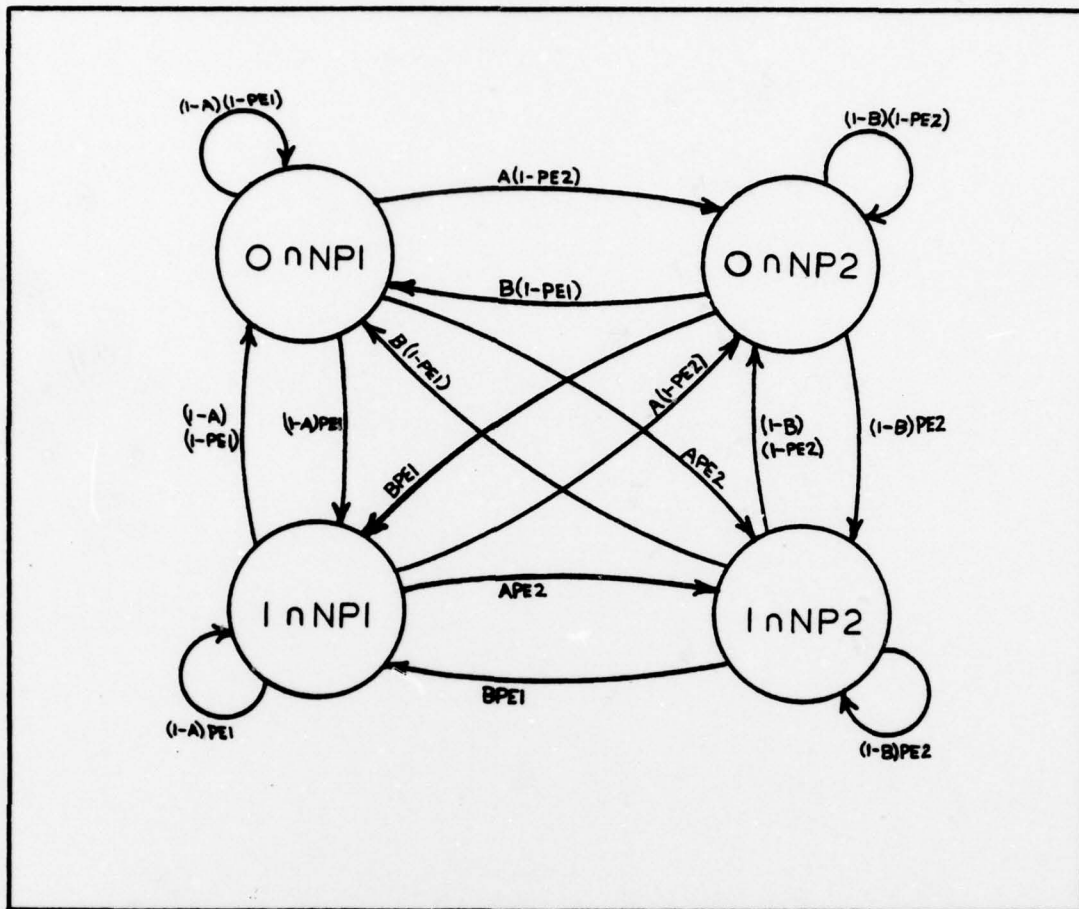 (1-A)(1-PE1)
(1-B)(1-PE2)
A(1-PE2)
O∩NP1
O∩NP2
B(1-PE1)
B(1-PE1)
A(1-PE2)
(1-A)
(1-PE1)
(1-A)PE1
(1-B)
(1-PE2)
(1-B)PE2
BPE1
APE2
1∩NP1
APE2
1∩NP2
BPE1
(1-A)PE1
(1-B)PE2